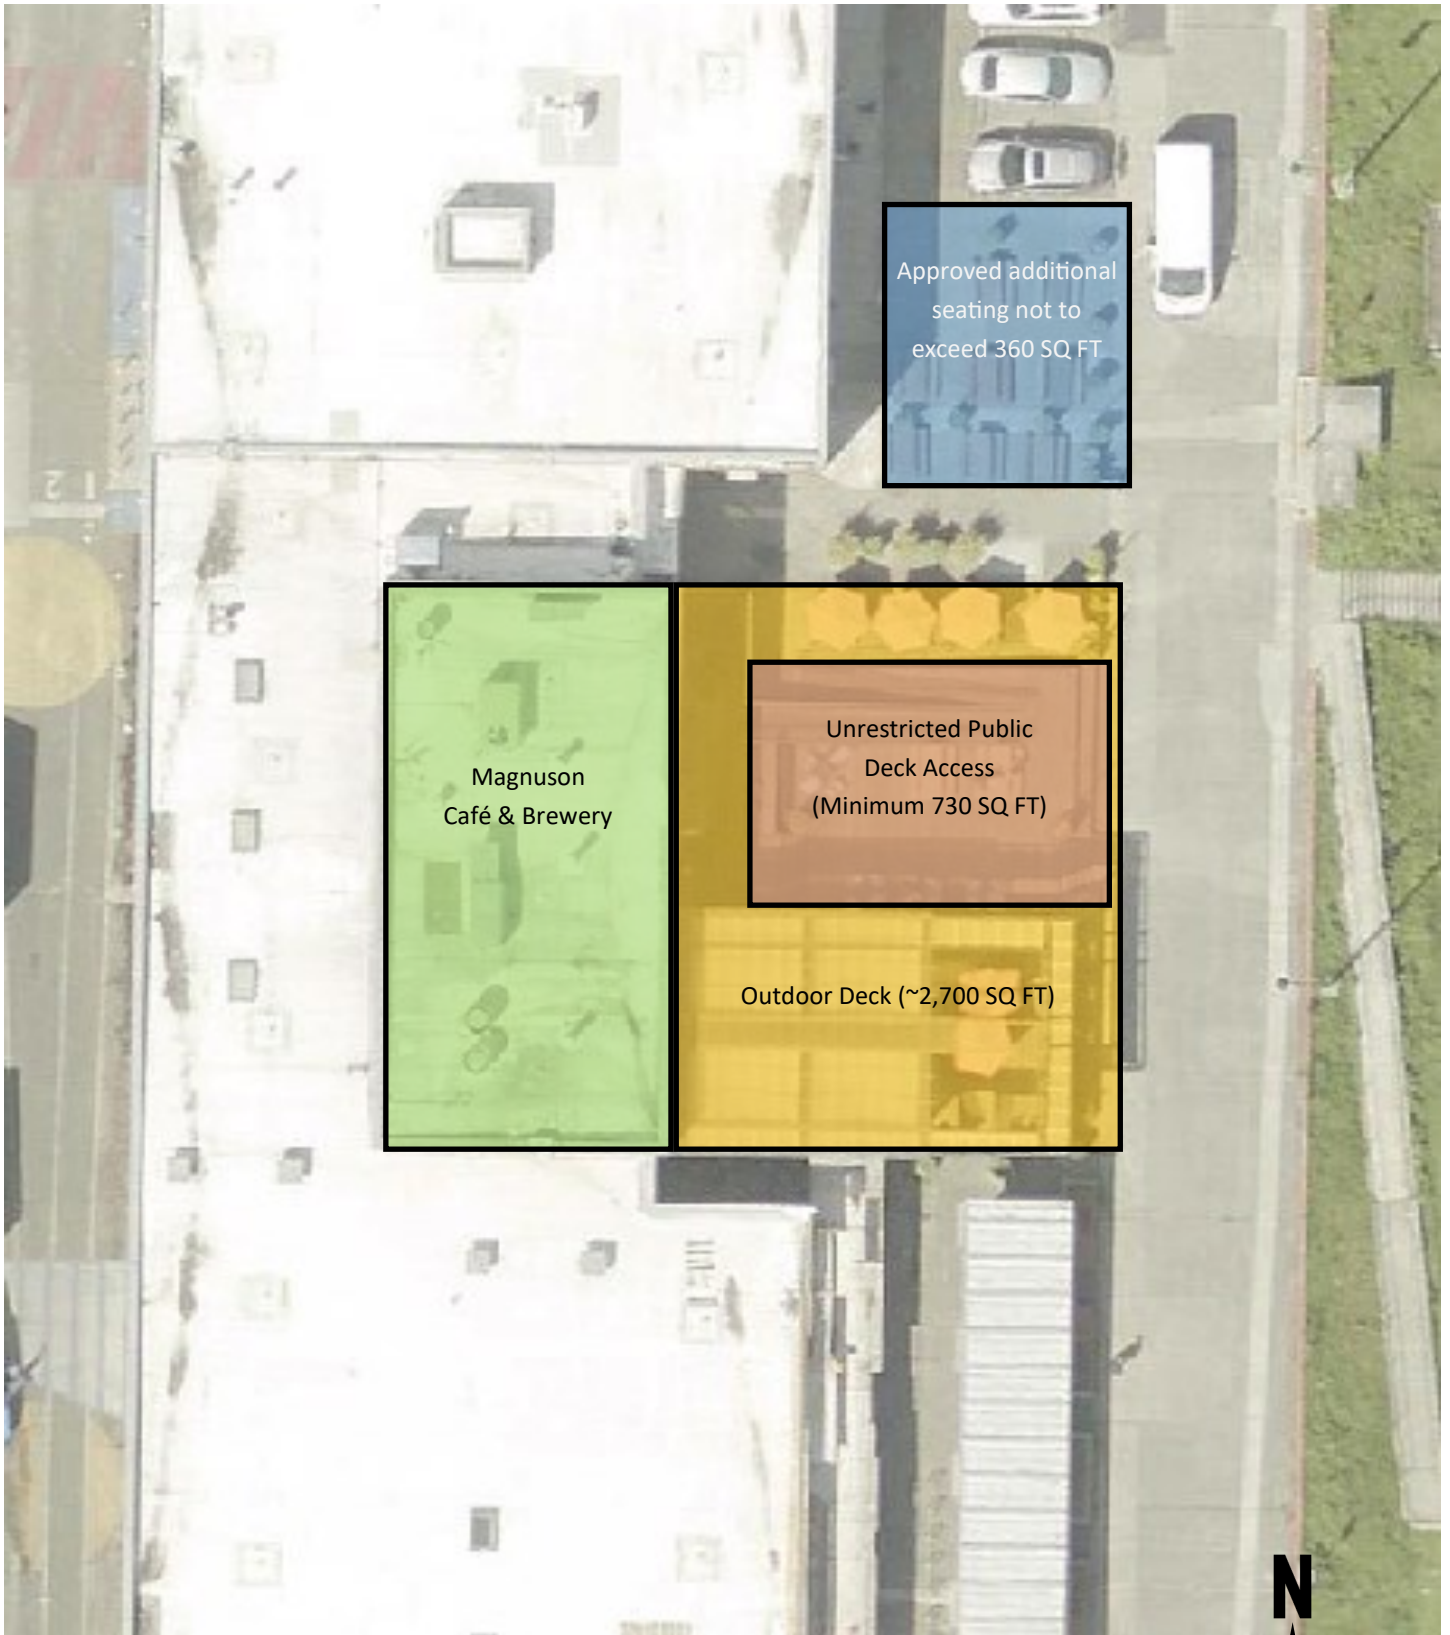 Approved additional
seating not to
exceed 360 SQ FT
Unrestricted Public
Deck Access
(Minimum 730 SQ FT)
Magnuson
Café & Brewery
Outdoor Deck (~2,700 SQ FT)
N